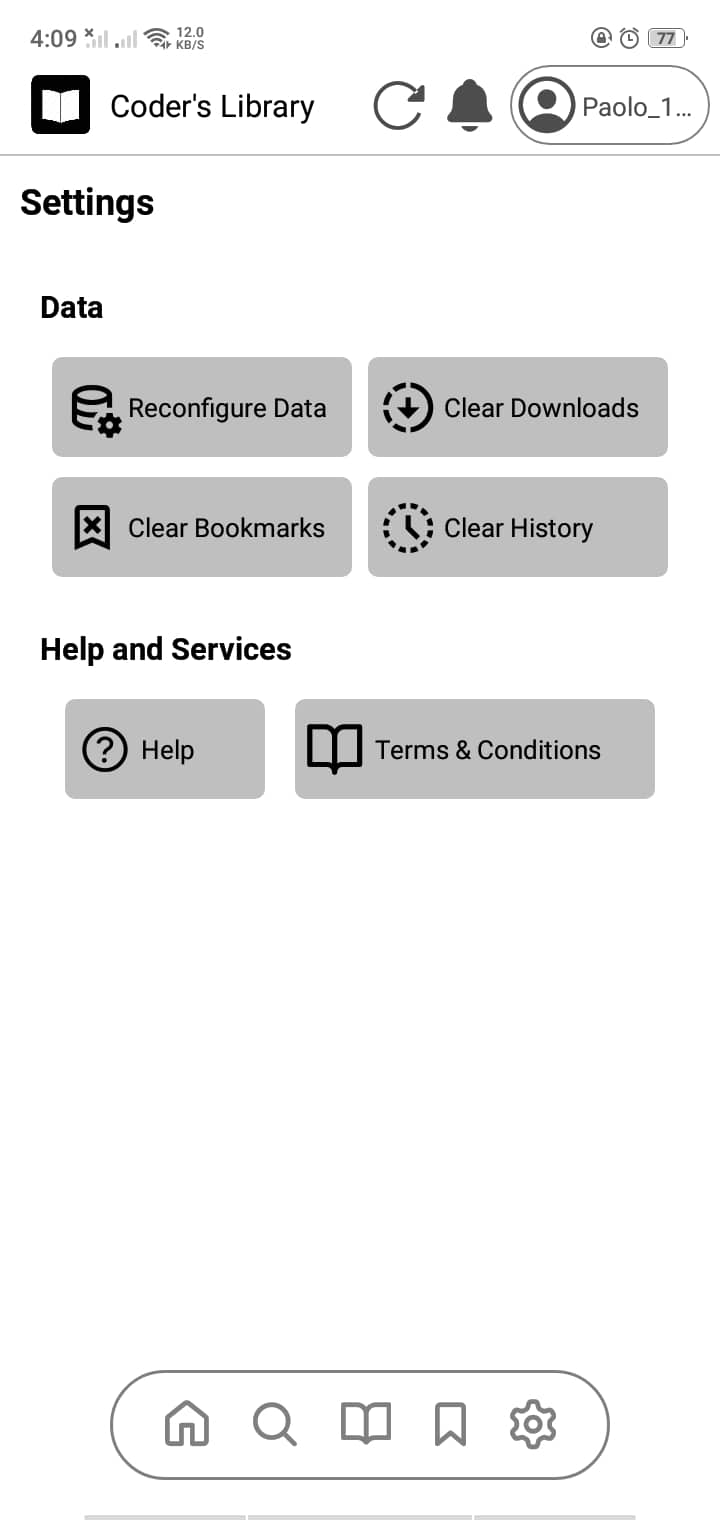 4:09 12.0 KB/S 77
Coder's Library Paolo_1...
Settings
Data
Reconfigure Data Clear Downloads
Clear Bookmarks Clear History
Help and Services
Help Terms & Conditions